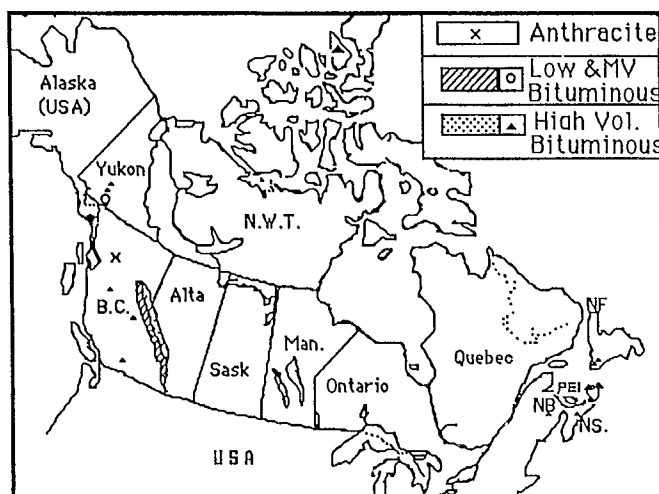 Anthracite
Low &MV
Bituminous
High Vol.
Bituminous
Alaska
(USA)
Yukon
N.W.T.
B.C.
Alta
Sask
Man.
Ontario
Quebec
NF
PEI
NB
NS.
USA